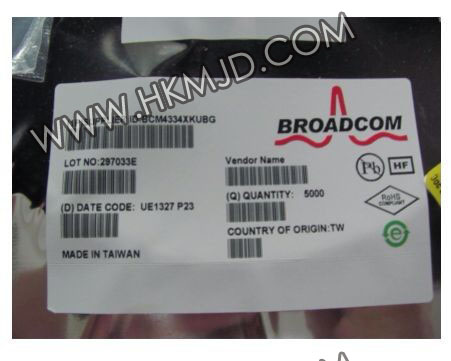 WWW.HKMJD.COM
ID:BCM4334XKUBG
BROADCOM
LOT NO:297033E
Vendor Name
Pb
HF
(Q) QUANTITY: 5000
RoHS
COMPLIANT
(D) DATE CODE: UE1327 P23
e
COUNTRY OF ORIGIN:TW
MADE IN TAIWAN